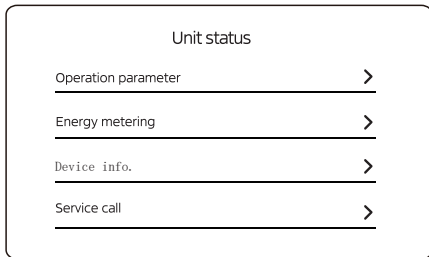 Unit status
Operation parameter
Energy metering
Device info.
Service call